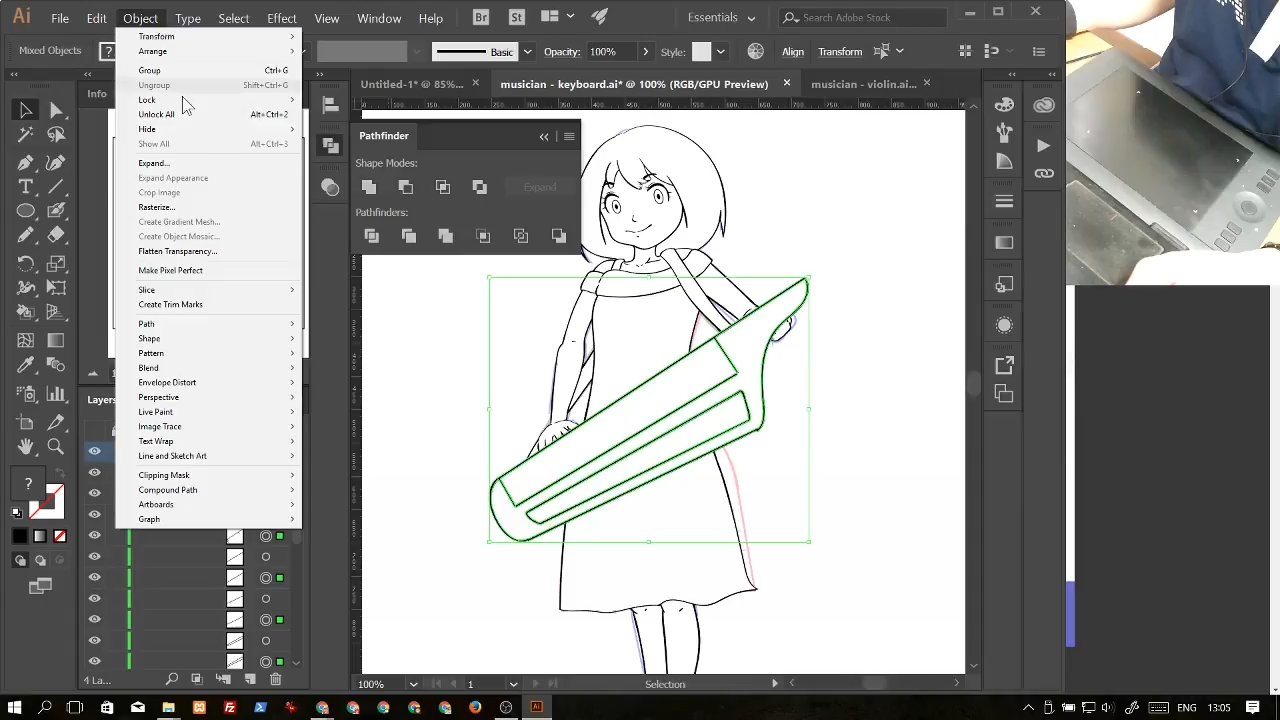 Ai File Edit Object Type Select Effect View Window Help Br St Essentials Search Adobe Stock
Mixed Objects ? Basic Opacity: 100% Style: Align Transform
Untitled-1* @ 85%... musician - keyboard.ai* @ 100% (RGB/GPU Preview) musician - violin.ai...
Info
Transform
Arrange
Group Ctrl+G
Ungroup Shift+Ctrl+G
Lock
Unlock All Alt+Ctrl+2
Hide
Show All Alt+Ctrl+3
Expand...
Expand Appearance
Crop Image
Rasterize...
Create Gradient Mesh...
Create Object Mosaic...
Flatten Transparency...
Make Pixel Perfect
Slice
Create Trim Marks
Path
Shape
Pattern
Blend
Envelope Distort
Perspective
Live Paint
Image Trace
Text Wrap
Line and Sketch Art
Clipping Mask
Compound Path
Artboards
Graph
Pathfinder
Shape Modes:
Expand
Pathfinders:
Layers
?
4 La...
100% 1 Selection
ENG 13:05